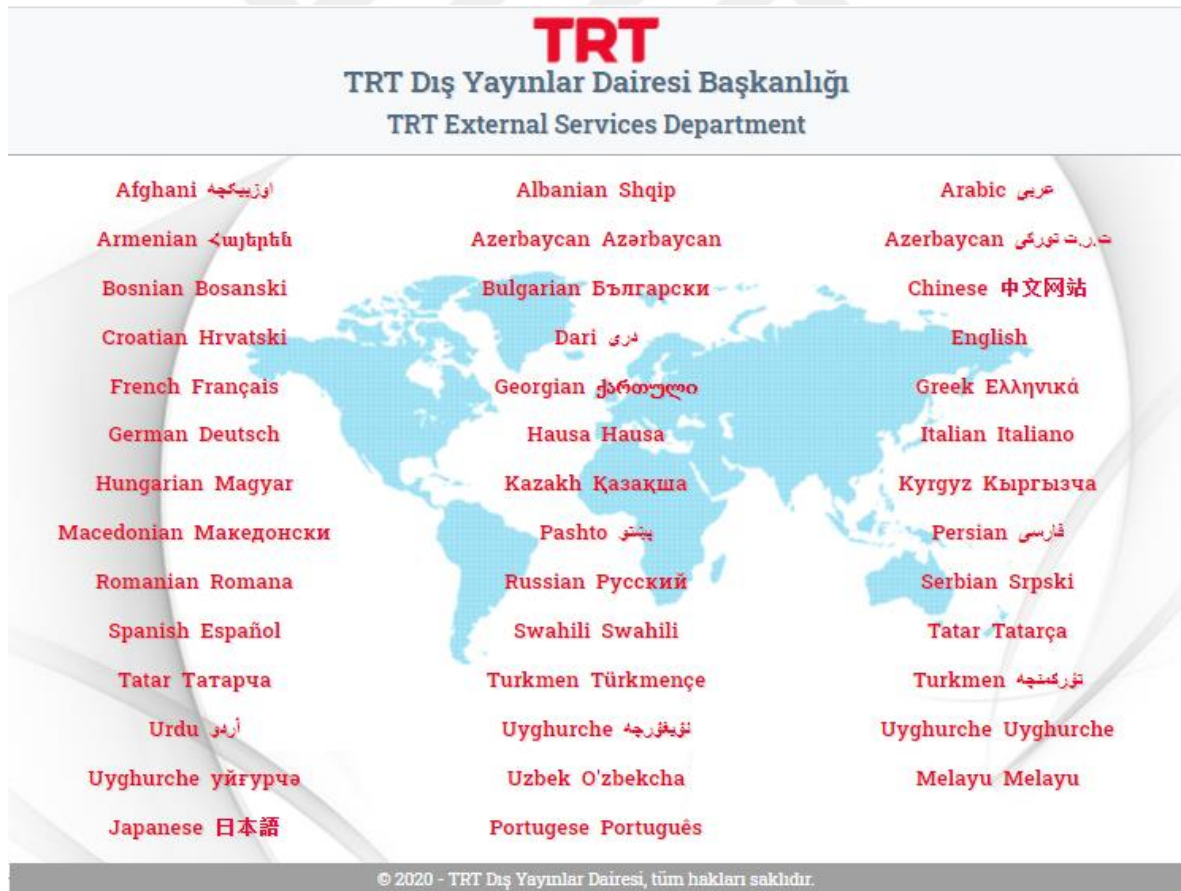 TRT
TRT Dış Yayınlar Dairesi Başkanlığı
TRT External Services Department
Afghani اوزبیکچه Albanian Shqip Arabic عربي
Armenian Հայերեն Azerbaycan Azərbaycan Azerbaycan ت.ر.ت تورکی
Bosnian Bosanski Bulgarian Български Chinese 中文网站
Croatian Hrvatski Dari دری English
French Français Georgian ქართული Greek Ελληνικά
German Deutsch Hausa Hausa Italian Italiano
Hungarian Magyar Kazakh Қазақша Kyrgyz Кыргызча
Macedonian Македонски Pashto پښتو Persian فارسی
Romanian Romana Russian Русский Serbian Srpski
Spanish Español Swahili Swahili Tatar Tatarça
Tatar Татарча Turkmen Türkmençe Turkmen تۆرکمنچه
Urdu اُردو Uyghurche ئۇيغۇرچە Uyghurche Uyghurche
Uyghurche уйғурчә Uzbek O'zbekcha Melayu Melayu
Japanese 日本語 Portugese Português
© 2020 - TRT Dış Yayınlar Dairesi, tüm hakları saklıdır.